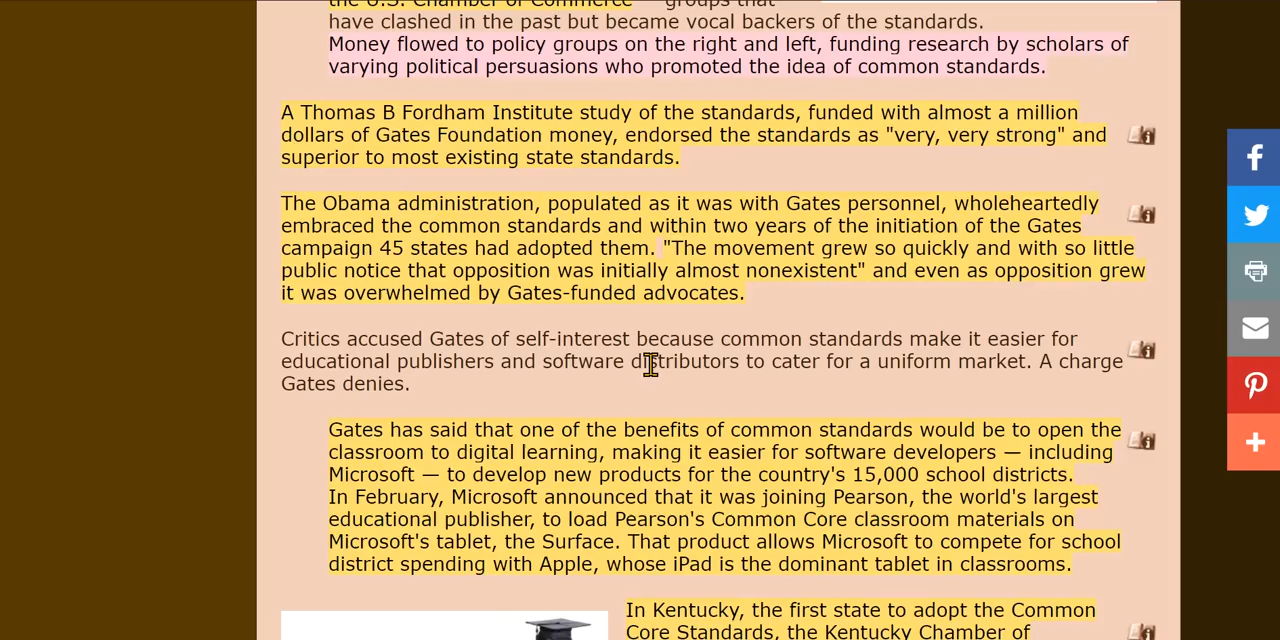 the U.S. Chamber of Commerce — groups that
have clashed in the past but became vocal backers of the standards.
Money flowed to policy groups on the right and left, funding research by scholars of
varying political persuasions who promoted the idea of common standards.
A Thomas B Fordham Institute study of the standards, funded with almost a million
dollars of Gates Foundation money, endorsed the standards as "very, very strong" and
superior to most existing state standards.
The Obama administration, populated as it was with Gates personnel, wholeheartedly
embraced the common standards and within two years of the initiation of the Gates
campaign 45 states had adopted them. "The movement grew so quickly and with so little
public notice that opposition was initially almost nonexistent" and even as opposition grew
it was overwhelmed by Gates-funded advocates.
Critics accused Gates of self-interest because common standards make it easier for
educational publishers and software distributors to cater for a uniform market. A charge
Gates denies.
Gates has said that one of the benefits of common standards would be to open the
classroom to digital learning, making it easier for software developers — including
Microsoft — to develop new products for the country's 15,000 school districts.
In February, Microsoft announced that it was joining Pearson, the world's largest
educational publisher, to load Pearson's Common Core classroom materials on
Microsoft's tablet, the Surface. That product allows Microsoft to compete for school
district spending with Apple, whose iPad is the dominant tablet in classrooms.
In Kentucky, the first state to adopt the Common
Core Standards, the Kentucky Chamber of